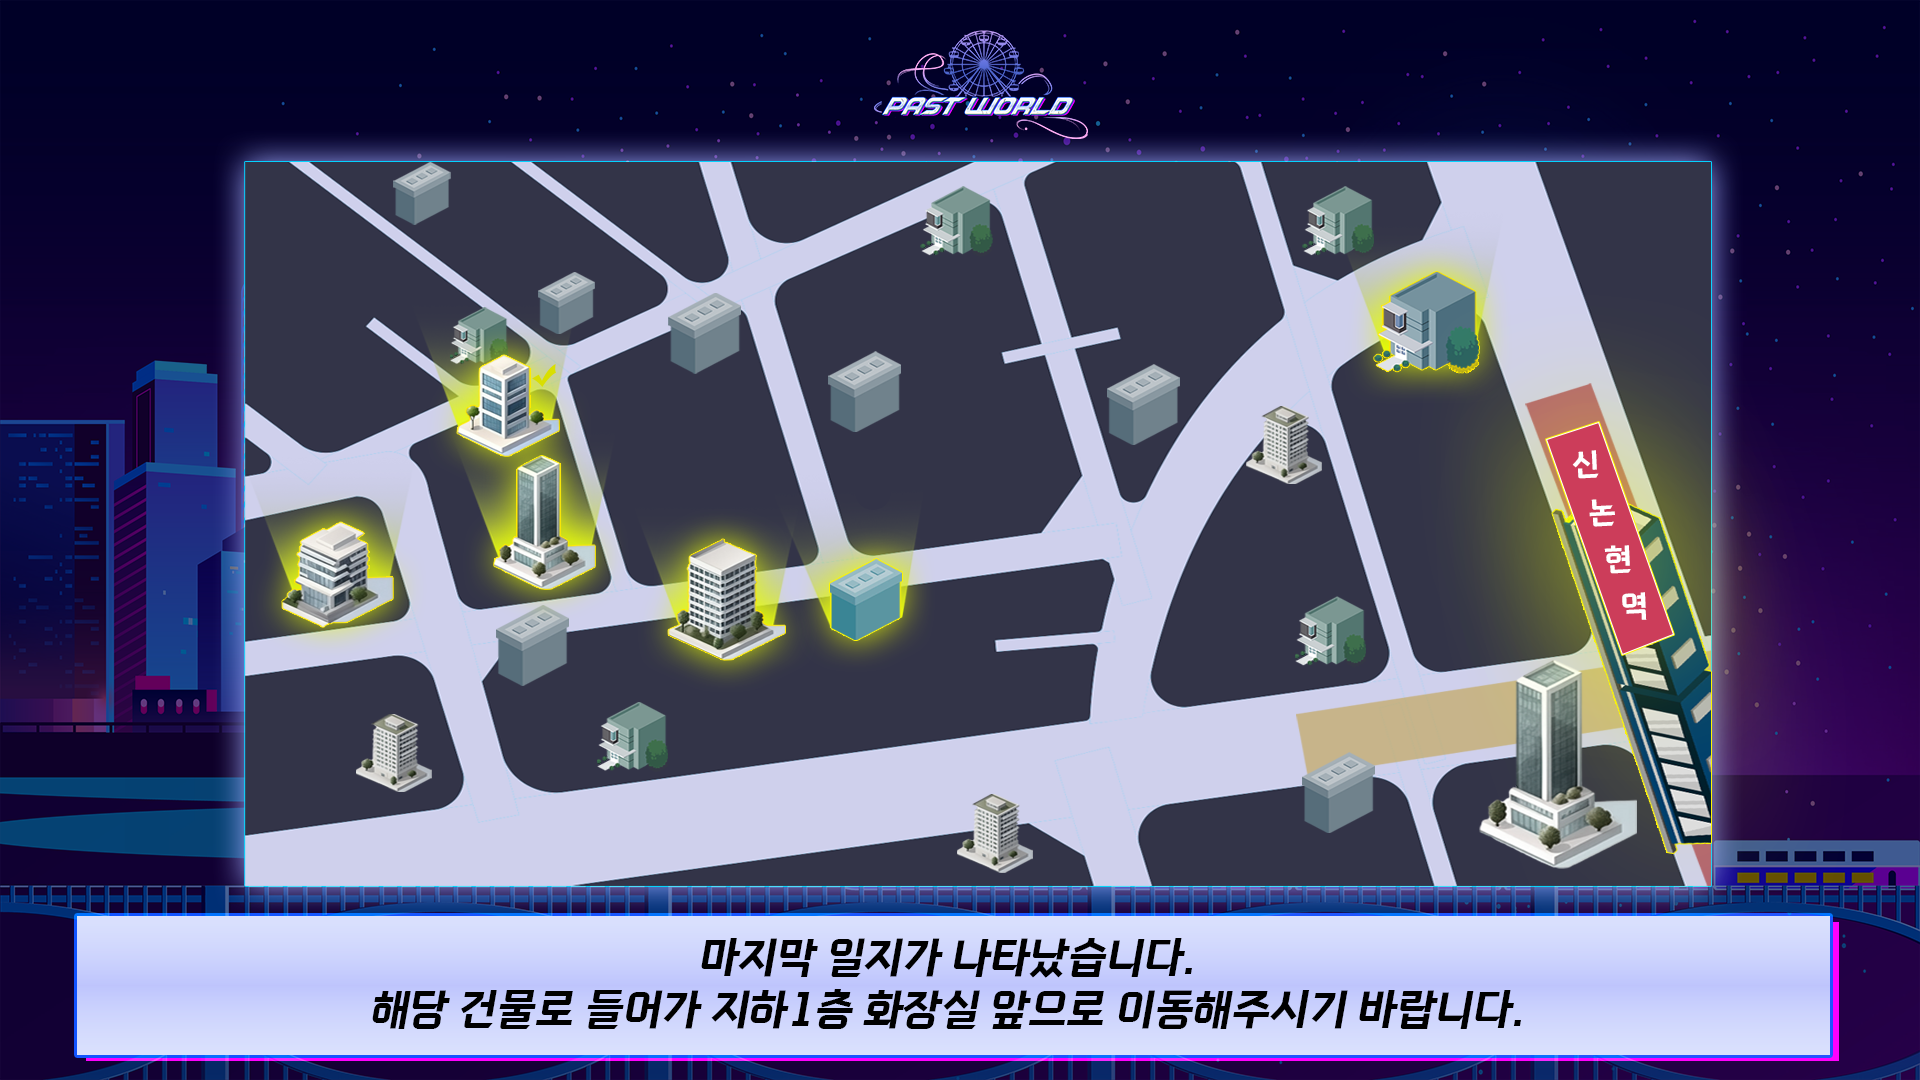 PAST WORLD
신
논
현
역
마지막 일지가 나타났습니다.
해당 건물로 들어가 지하1층 화장실 앞으로 이동해주시기 바랍니다.